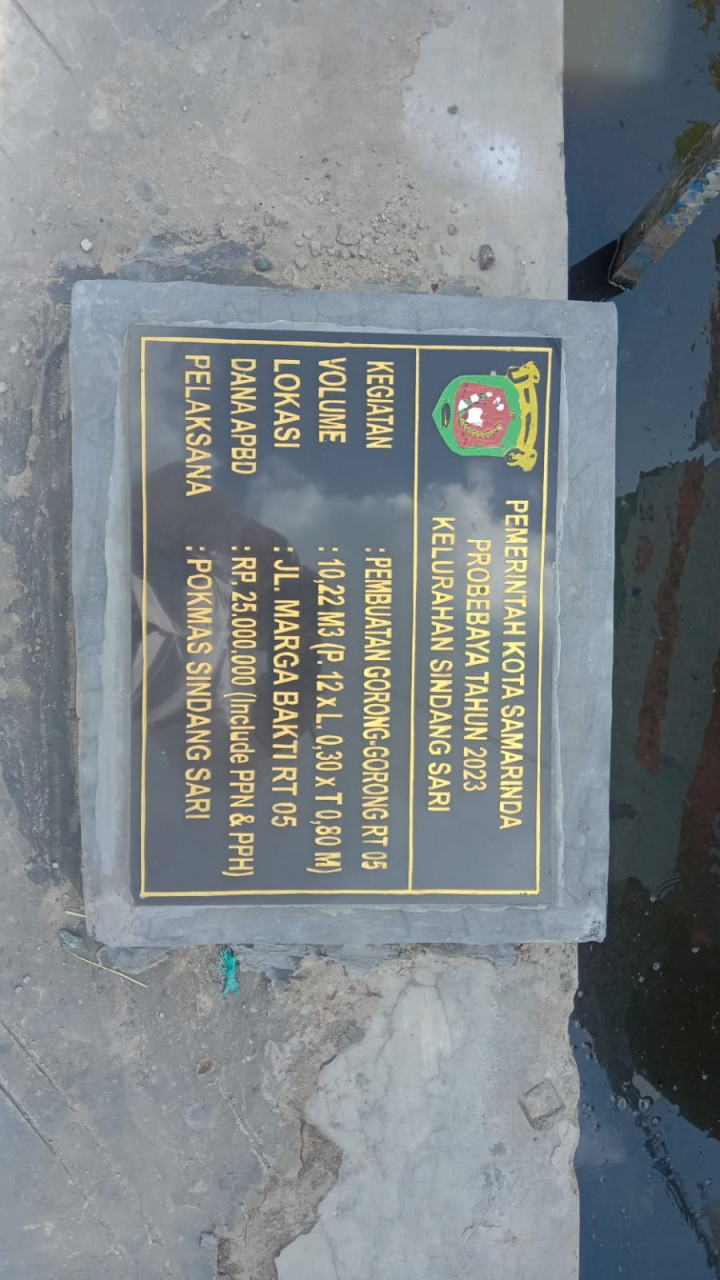 PEMERINTAH KOTA SAMARINDA
PROBEBAYA TAHUN 2023
KELURAHAN SINDANG SARI
KEGIATAN : PEMBUATAN GORONG-GORONG RT 05
VOLUME : 10,22 M3 (P. 12 x L. 0,30 x T 0,80 M)
LOKASI : JL. MARGA BAKTI RT 05
DANA APBD : RP. 25.000.000 (Include PPN & PPH)
PELAKSANA : POKMAS SINDANG SARI